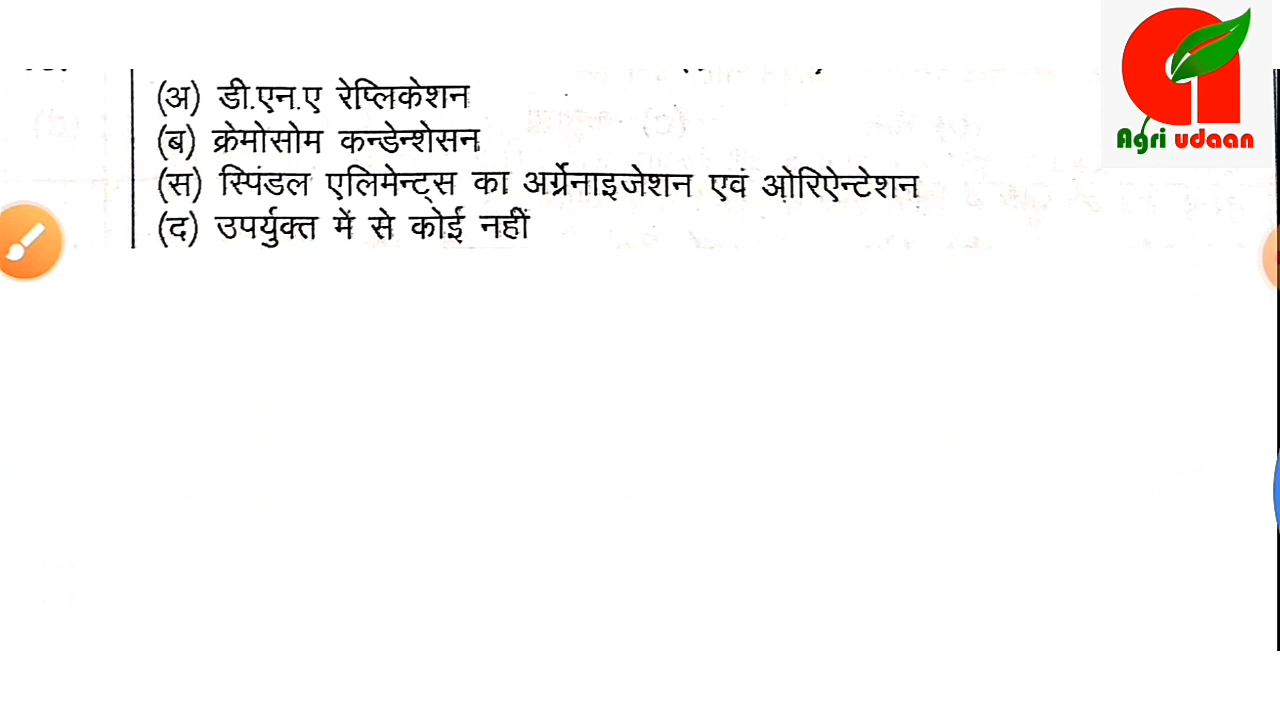 (अ) डी.एन.ए रेप्लिकेशन
(ब) क्रेमोसोम कन्डेन्शेसन
(स) स्पिंडल एलिमेन्ट्स का अर्ग्रेनाइजेशन एवं ओरिऐन्टेशन
(द) उपर्युक्त में से कोई नहीं
Agri udaan